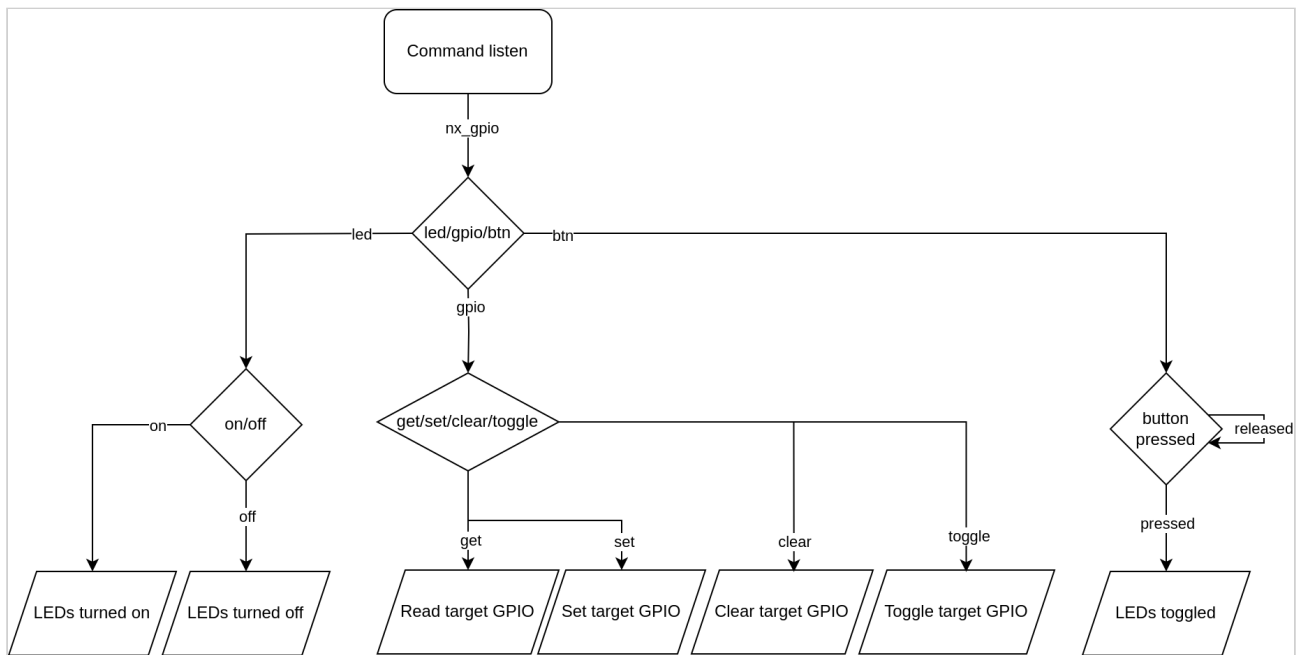 Command listen
nx_gpio
led/gpio/btn
led
btn
gpio
on/off
get/set/clear/toggle
button
pressed
released
on
off
get
set
clear
toggle
pressed
LEDs turned on
LEDs turned off
Read target GPIO
Set target GPIO
Clear target GPIO
Toggle target GPIO
LEDs toggled